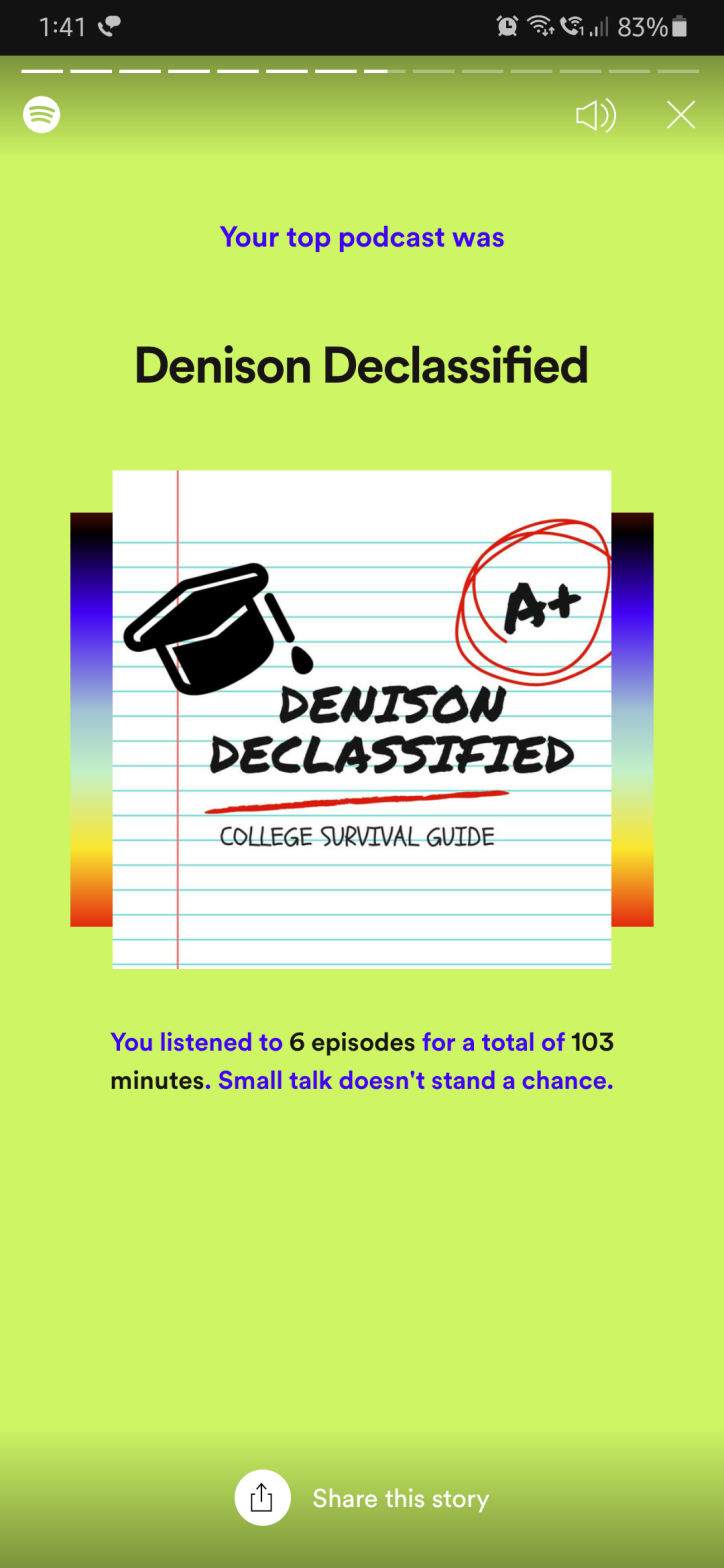 1:41
83%
Your top podcast was
Denison Declassified
A+
DENISON
DECLASSIFIED
COLLEGE SURVIVAL GUIDE
You listened to 6 episodes for a total of 103
minutes. Small talk doesn't stand a chance.
Share this story